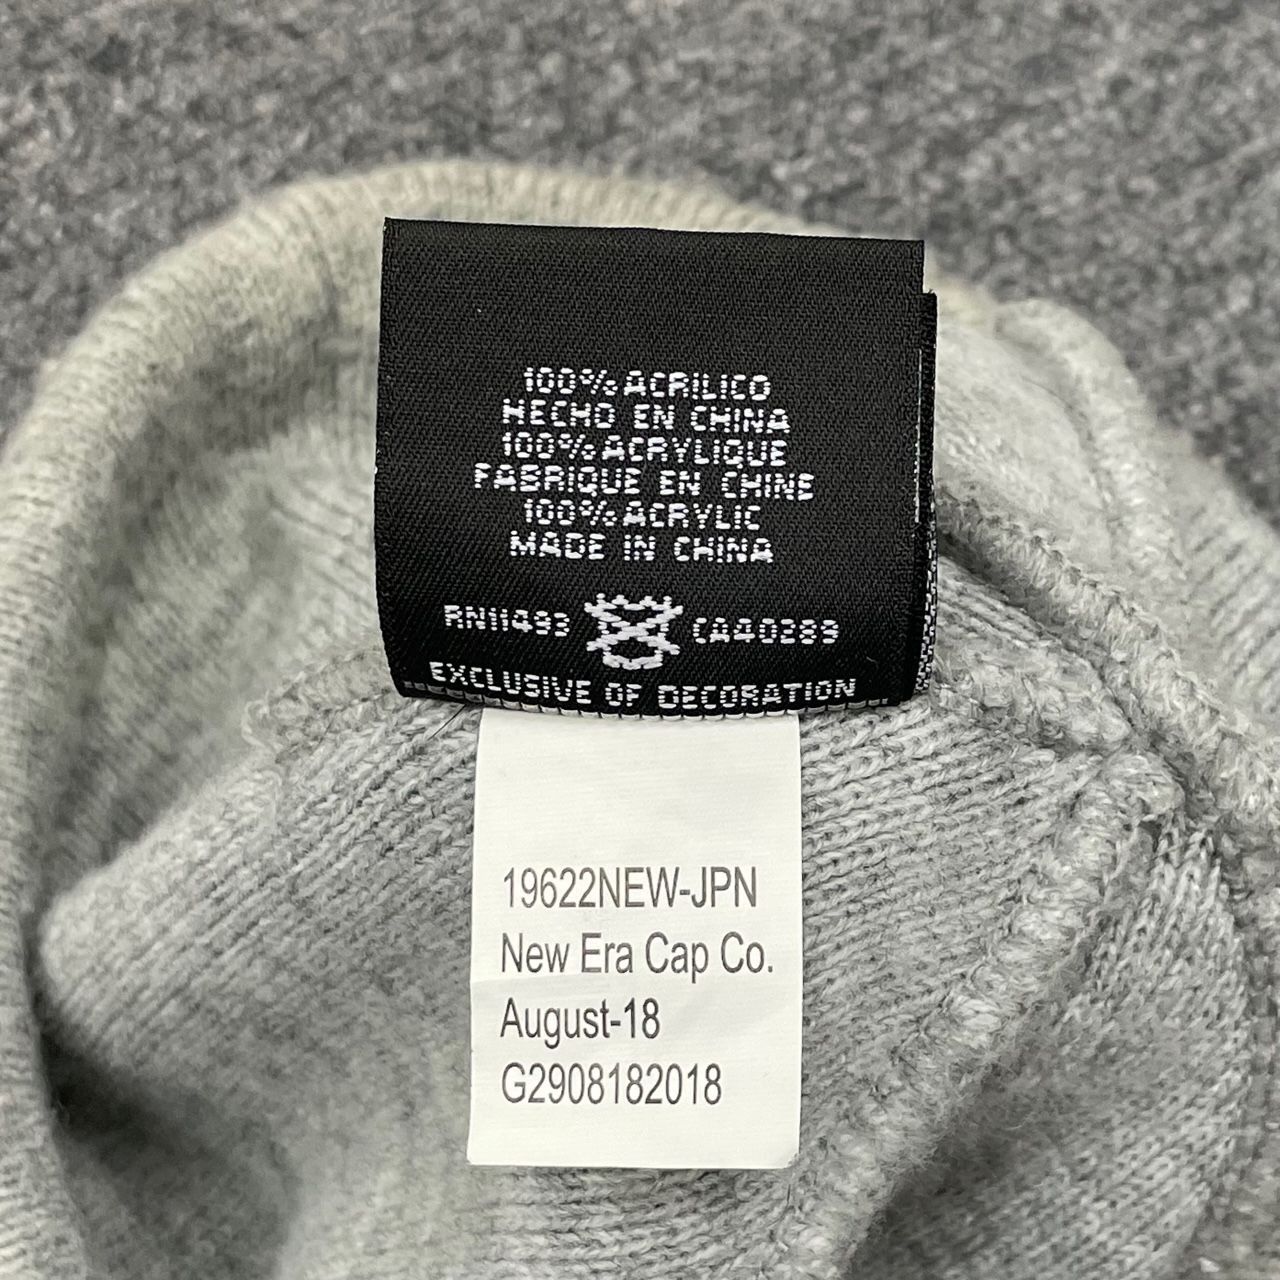 100% ACRILICO
HECHO EN CHINA
100% ACRYLIQUE
FABRIQUE EN CHINE
100% ACRYLIC
MADE IN CHINA
RN11493 CA40289
EXCLUSIVE OF DECORATION
19622NEW-JPN
New Era Cap Co.
August-18
G2908182018